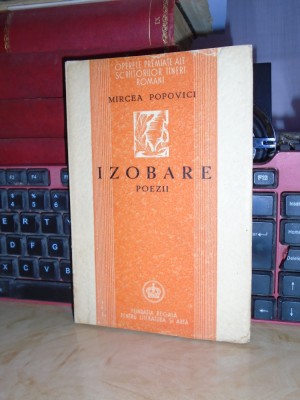 OPERELE PREMIATE ALE
SCRIITORILOR TINERI
ROMÂNI
MIRCEA POPOVICI
IZOBARE
POEZII
FUNDAȚIA REGALĂ
PENTRU LITERATURĂ ȘI ARTĂ